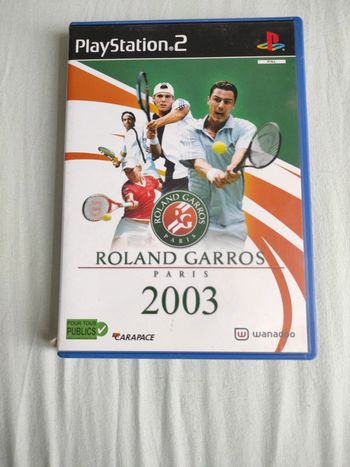 PlayStation®2
PAL
ROLAND GARROS
PARIS
ROLAND GARROS
PARIS
2003
POUR TOUS
PUBLICS
CARAPACE
wanadoo